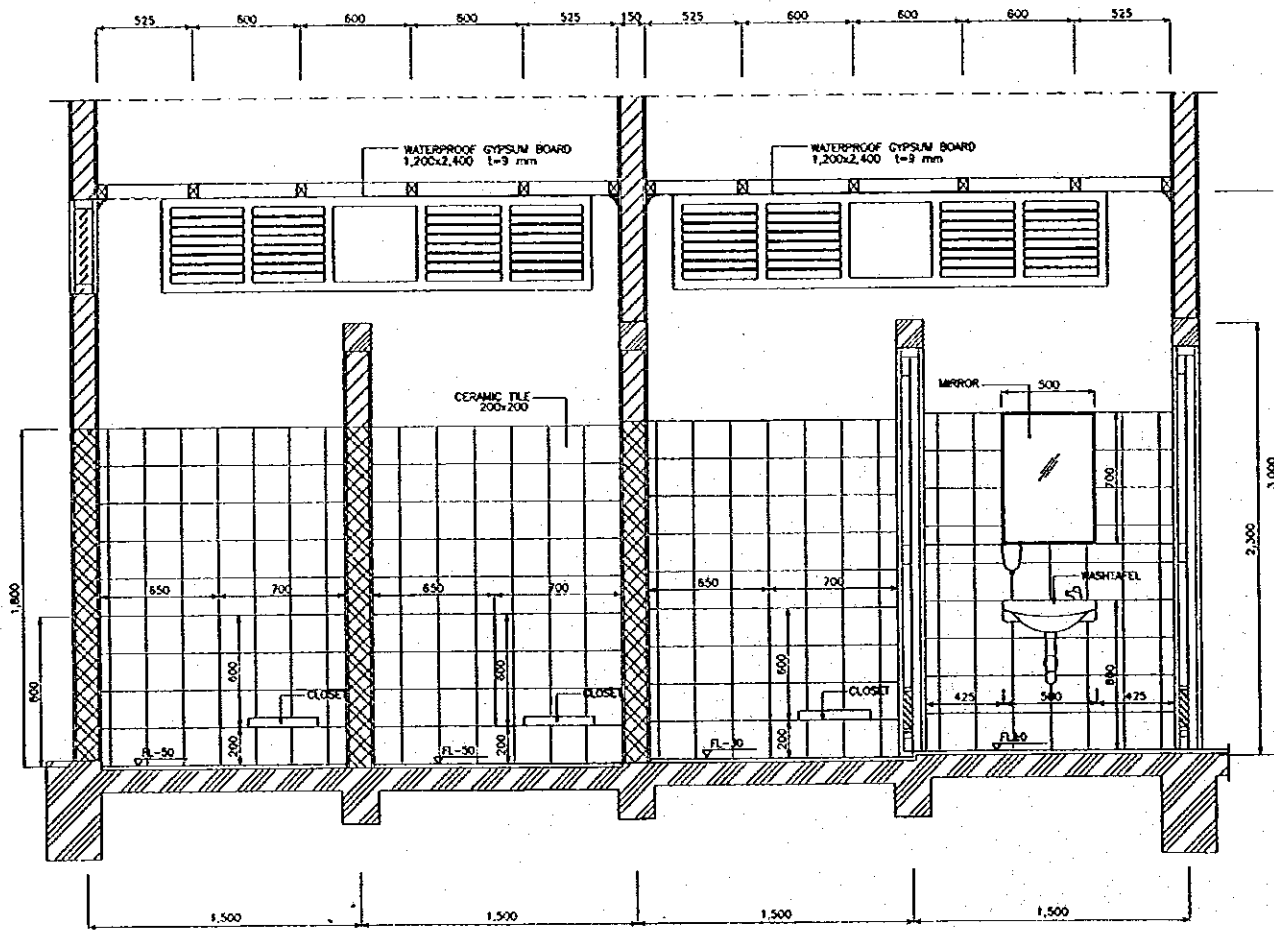 525 600 600 600 525 150 525 600 600 600 525
WATERPROOF GYPSUM BOARD
1,200x2,400 t=9 mm
WATERPROOF GYPSUM BOARD
1,200x2,400 t=9 mm
MIRROR
500
CERAMIC TILE
200x200
700
3,000
2,300
1,800
650 700 650 700 650 700
WASHTAFEL
600
600
600
800
800
CLOSET
CLOSET
CLOSET
425 500 425
200
200
200
FL-50
FL-50
FL-50
FL±0
1,500 1,500 1,500 1,500